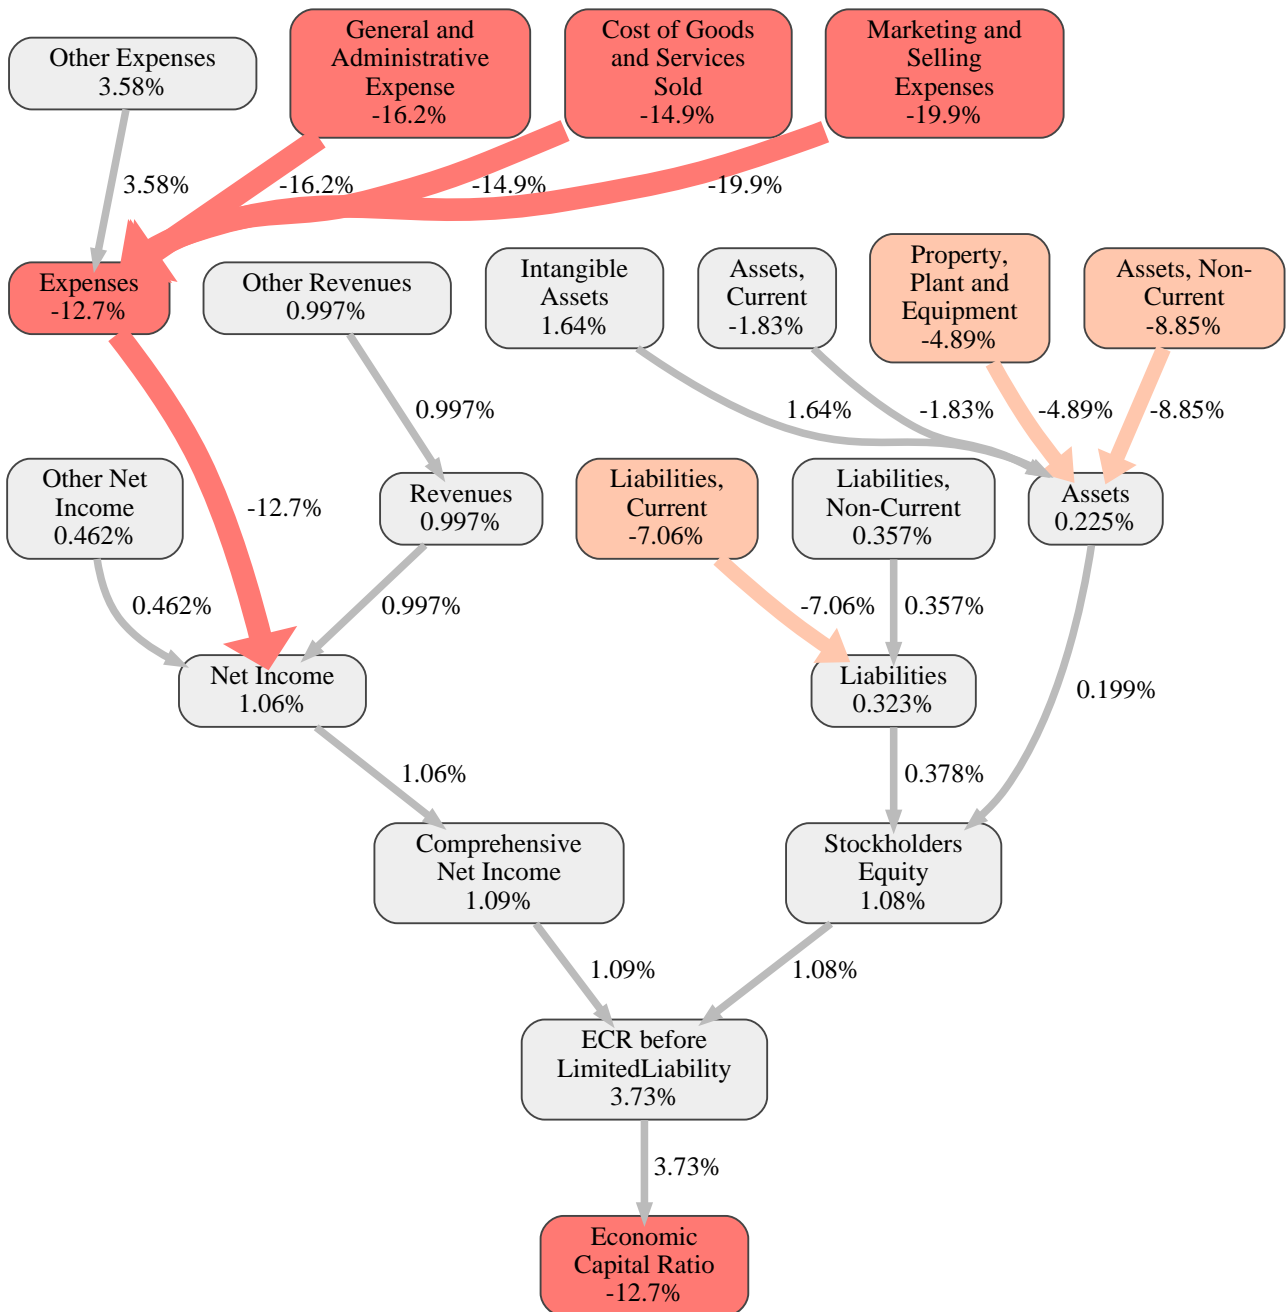 Other Expenses
3.58%
General and
Administrative
Expense
-16.2%
Cost of Goods
and Services
Sold
-14.9%
Marketing and
Selling
Expenses
-19.9%
3.58%
-16.2%
-14.9%
-19.9%
Expenses
-12.7%
Other Revenues
0.997%
Intangible
Assets
1.64%
Assets,
Current
-1.83%
Property,
Plant and
Equipment
-4.89%
Assets, Non-
Current
-8.85%
0.997%
1.64%
-1.83%
-4.89%
-8.85%
Other Net
Income
0.462%
-12.7%
Revenues
0.997%
Liabilities,
Current
-7.06%
Liabilities,
Non-Current
0.357%
Assets
0.225%
0.462%
0.997%
-7.06%
0.357%
Net Income
1.06%
Liabilities
0.323%
0.199%
1.06%
0.378%
Comprehensive
Net Income
1.09%
Stockholders
Equity
1.08%
1.09%
1.08%
ECR before
LimitedLiability
3.73%
3.73%
Economic
Capital Ratio
-12.7%